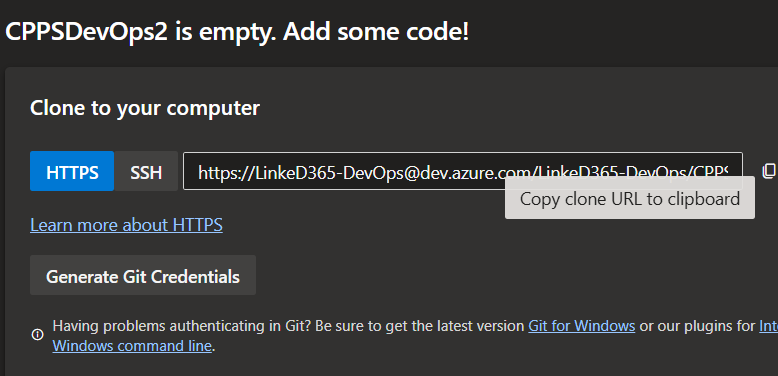 CPPSDevOps2 is empty. Add some code!
Clone to your computer
HTTPS SSH https://LinkeD365-DevOps@dev.azure.com/LinkeD365-DevOps/CPPS
Copy clone URL to clipboard
Learn more about HTTPS
Generate Git Credentials
Having problems authenticating in Git? Be sure to get the latest version Git for Windows or our plugins for Inte
Windows command line.